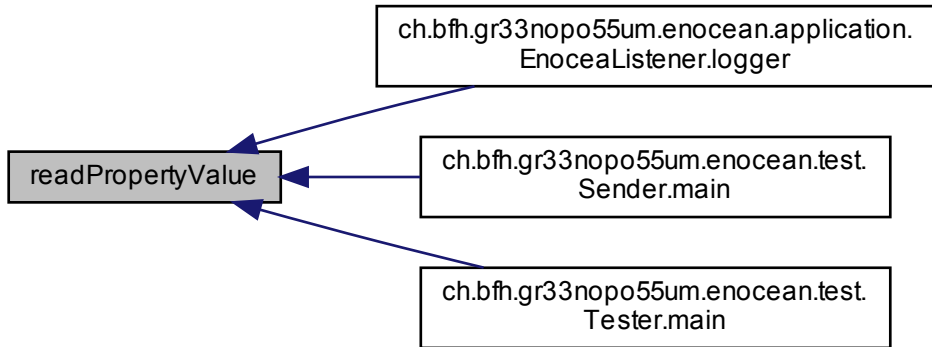 ch.bfh.gr33nopo55um.enocean.application.
EnoceaListener.logger
readPropertyValue
ch.bfh.gr33nopo55um.enocean.test.
Sender.main
ch.bfh.gr33nopo55um.enocean.test.
Tester.main